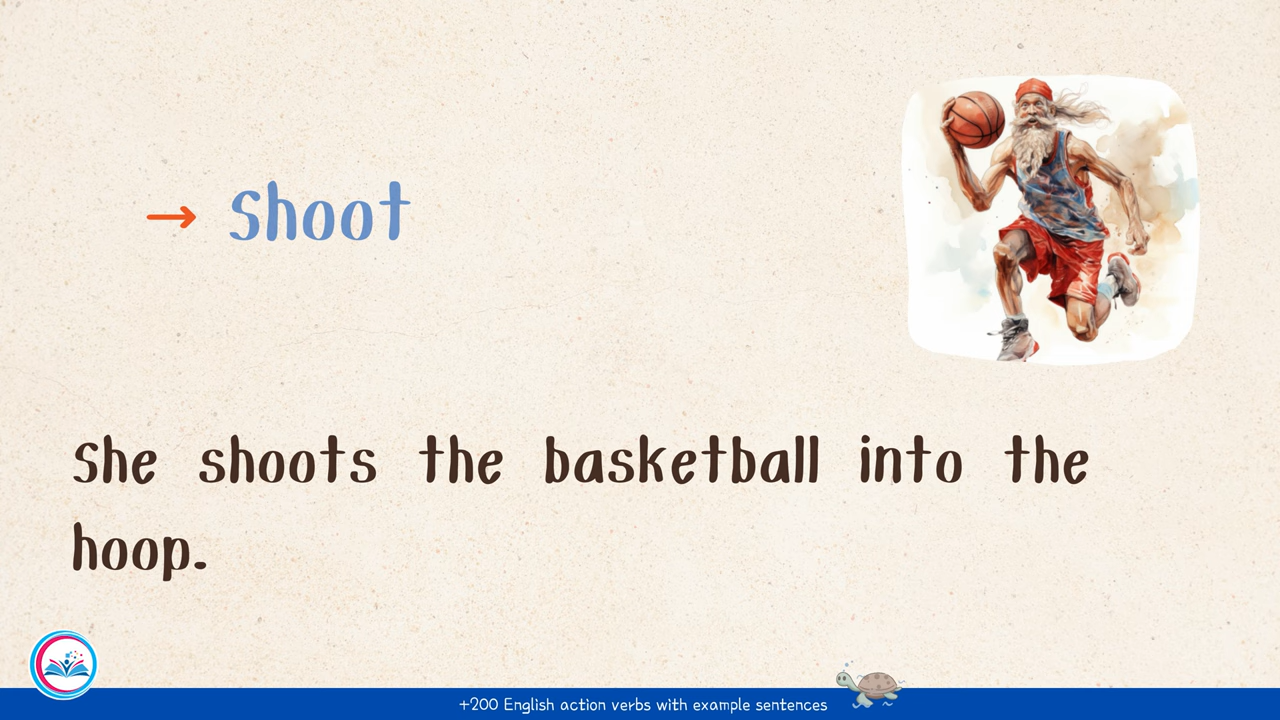 → Shoot
She shoots the basketball into the
hoop.
+200 English action verbs with example sentences